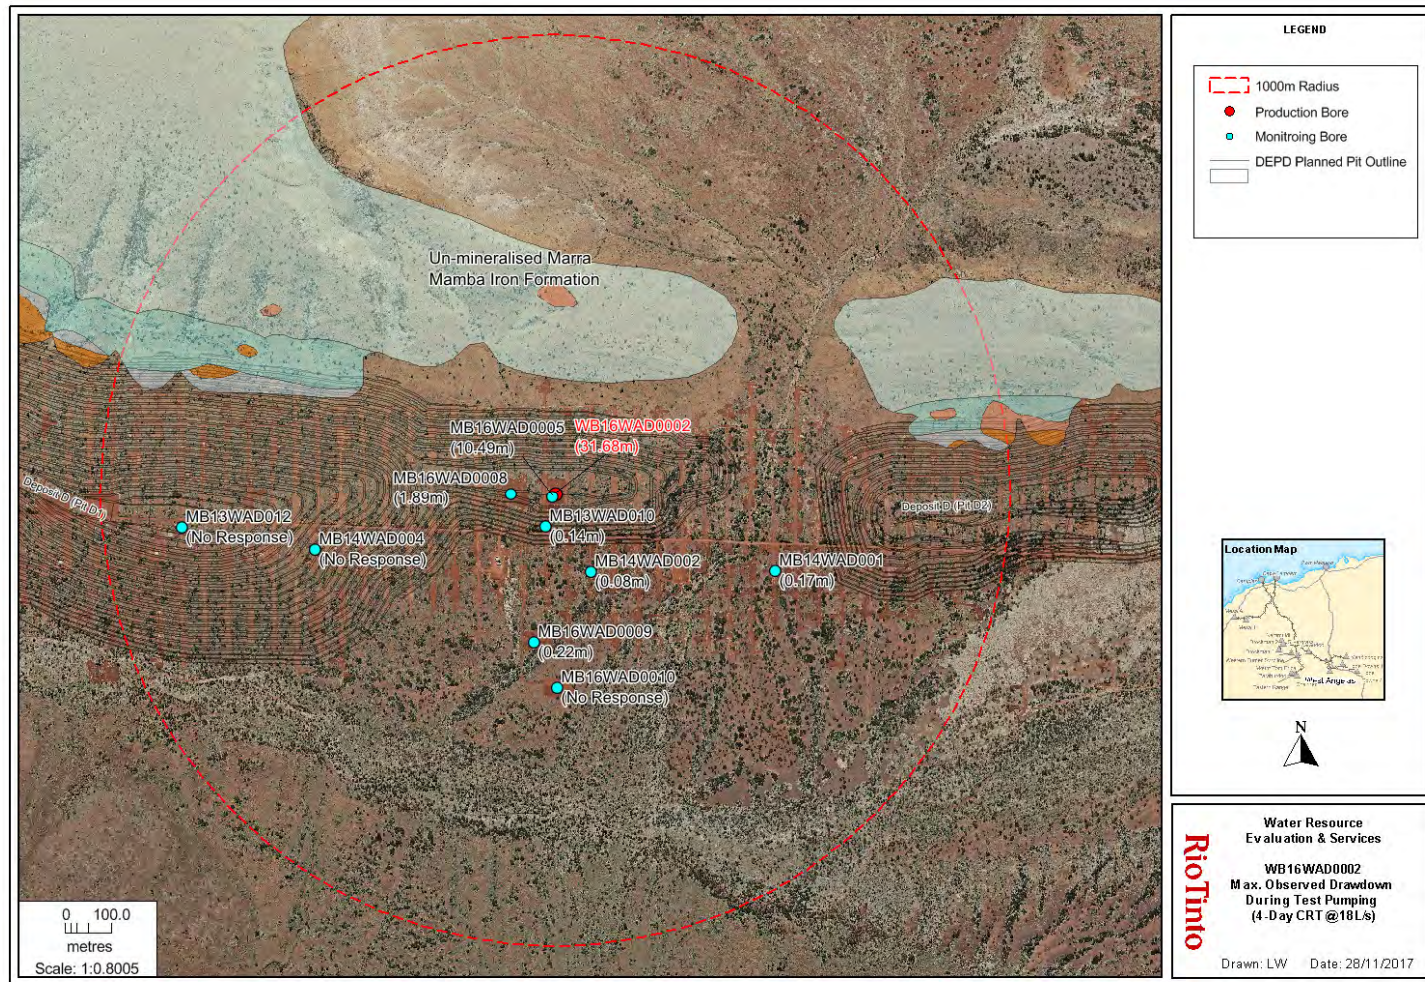 Un-mineralised Marra
Mamba Iron Formation
MB16WAD0005
(10.49m)
WB16WAD0002
(31.68m)
MB16WAD0008
(1.89m)
Deposit D (Pit D1)
MB13WAD012
(No Response)
MB14WAD004
(No Response)
MB13WAD010
(0.14m)
Deposit D (Pit D2)
MB14WAD002
(0.08m)
MB14WAD001
(0.17m)
MB16WAD0009
(0.22m)
MB16WAD0010
(No Response)
0 100.0
metres
Scale: 1:0.8005
LEGEND
1000m Radius
Production Bore
Monitroing Bore
DEPD Planned Pit Outline
Location Map
N
RioTinto
Water Resource
Evaluation & Services
WB16WAD0002
Max. Observed Drawdown
During Test Pumping
(4-Day CRT @18L/s)
Drawn: LW Date: 28/11/2017